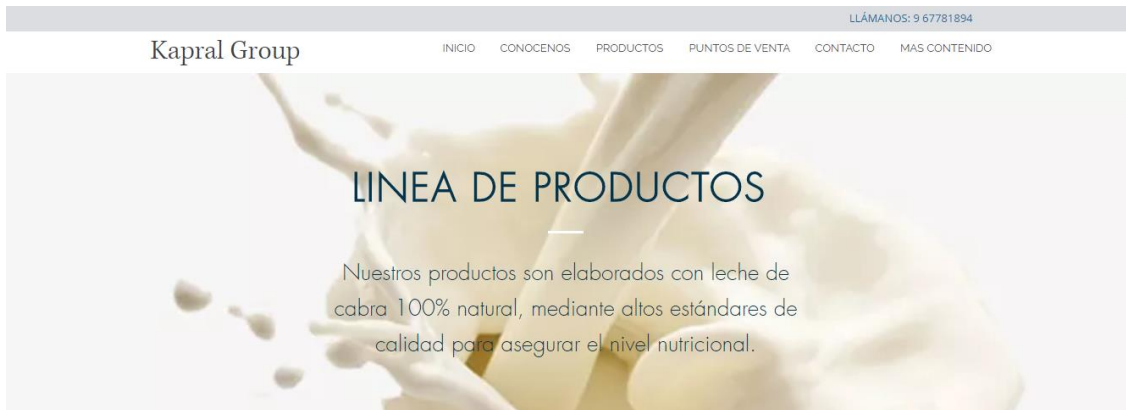 LLÁMANOS: 9 67781894
Kapral Group
INICIO CONOCENOS PRODUCTOS PUNTOS DE VENTA CONTACTO MAS CONTENIDO
LINEA DE PRODUCTOS
Nuestros productos son elaborados con leche de
cabra 100% natural, mediante altos estándares de
calidad para asegurar el nivel nutricional.